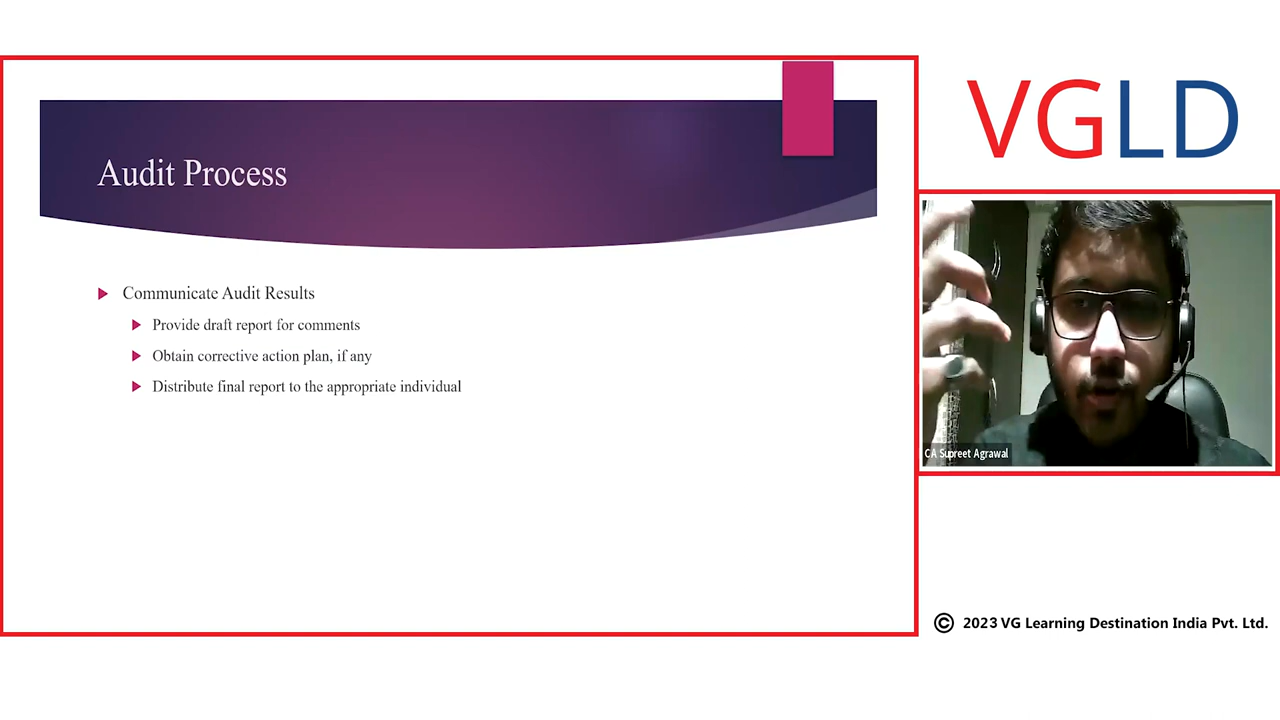 Audit Process
Communicate Audit Results
Provide draft report for comments
Obtain corrective action plan, if any
Distribute final report to the appropriate individual
VGLD
CA Supreet Agrawal
© 2023 VG Learning Destination India Pvt. Ltd.